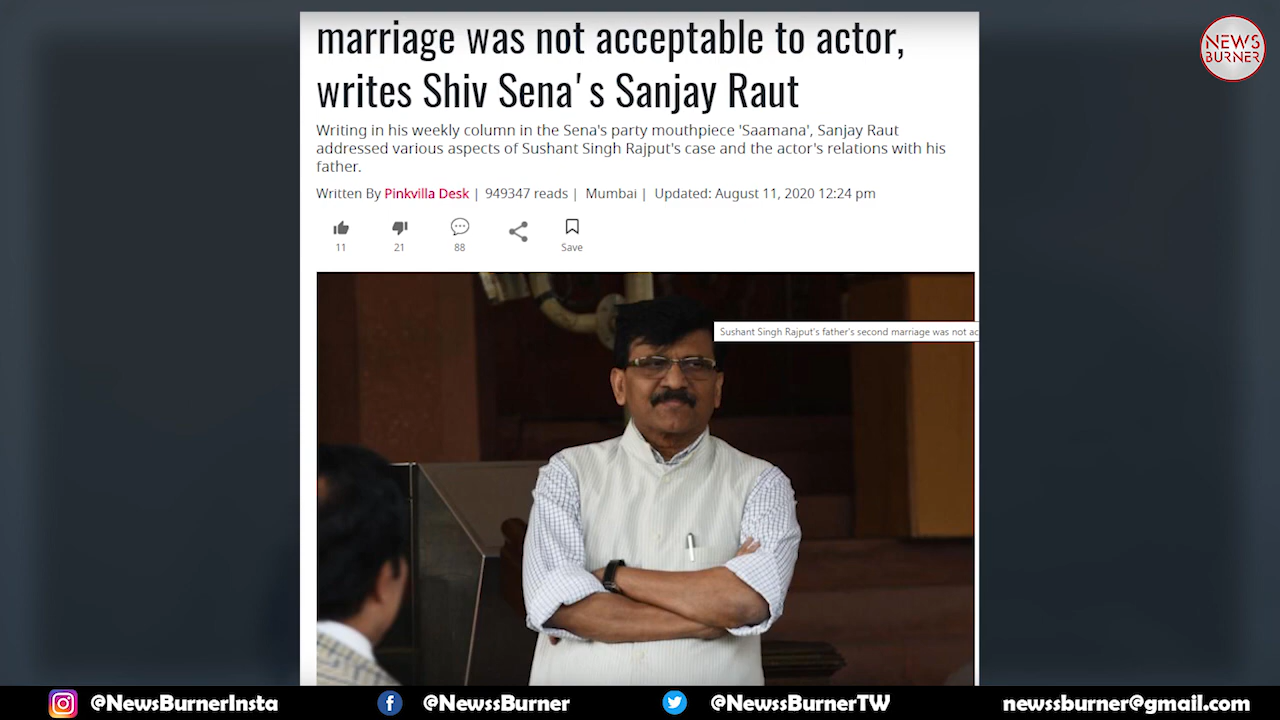 marriage was not acceptable to actor,
writes Shiv Sena's Sanjay Raut
NEWS
BURNER
Writing in his weekly column in the Sena's party mouthpiece 'Saamana', Sanjay Raut
addressed various aspects of Sushant Singh Rajput's case and the actor's relations with his
father.
Written By Pinkvilla Desk | 949347 reads | Mumbai | Updated: August 11, 2020 12:24 pm
11 21 88 Save
Sushant Singh Rajput's father's second marriage was not ac
@NewsBurnerInsta @NewssBurner @NewssBurnerTW newssburner@gmail.com